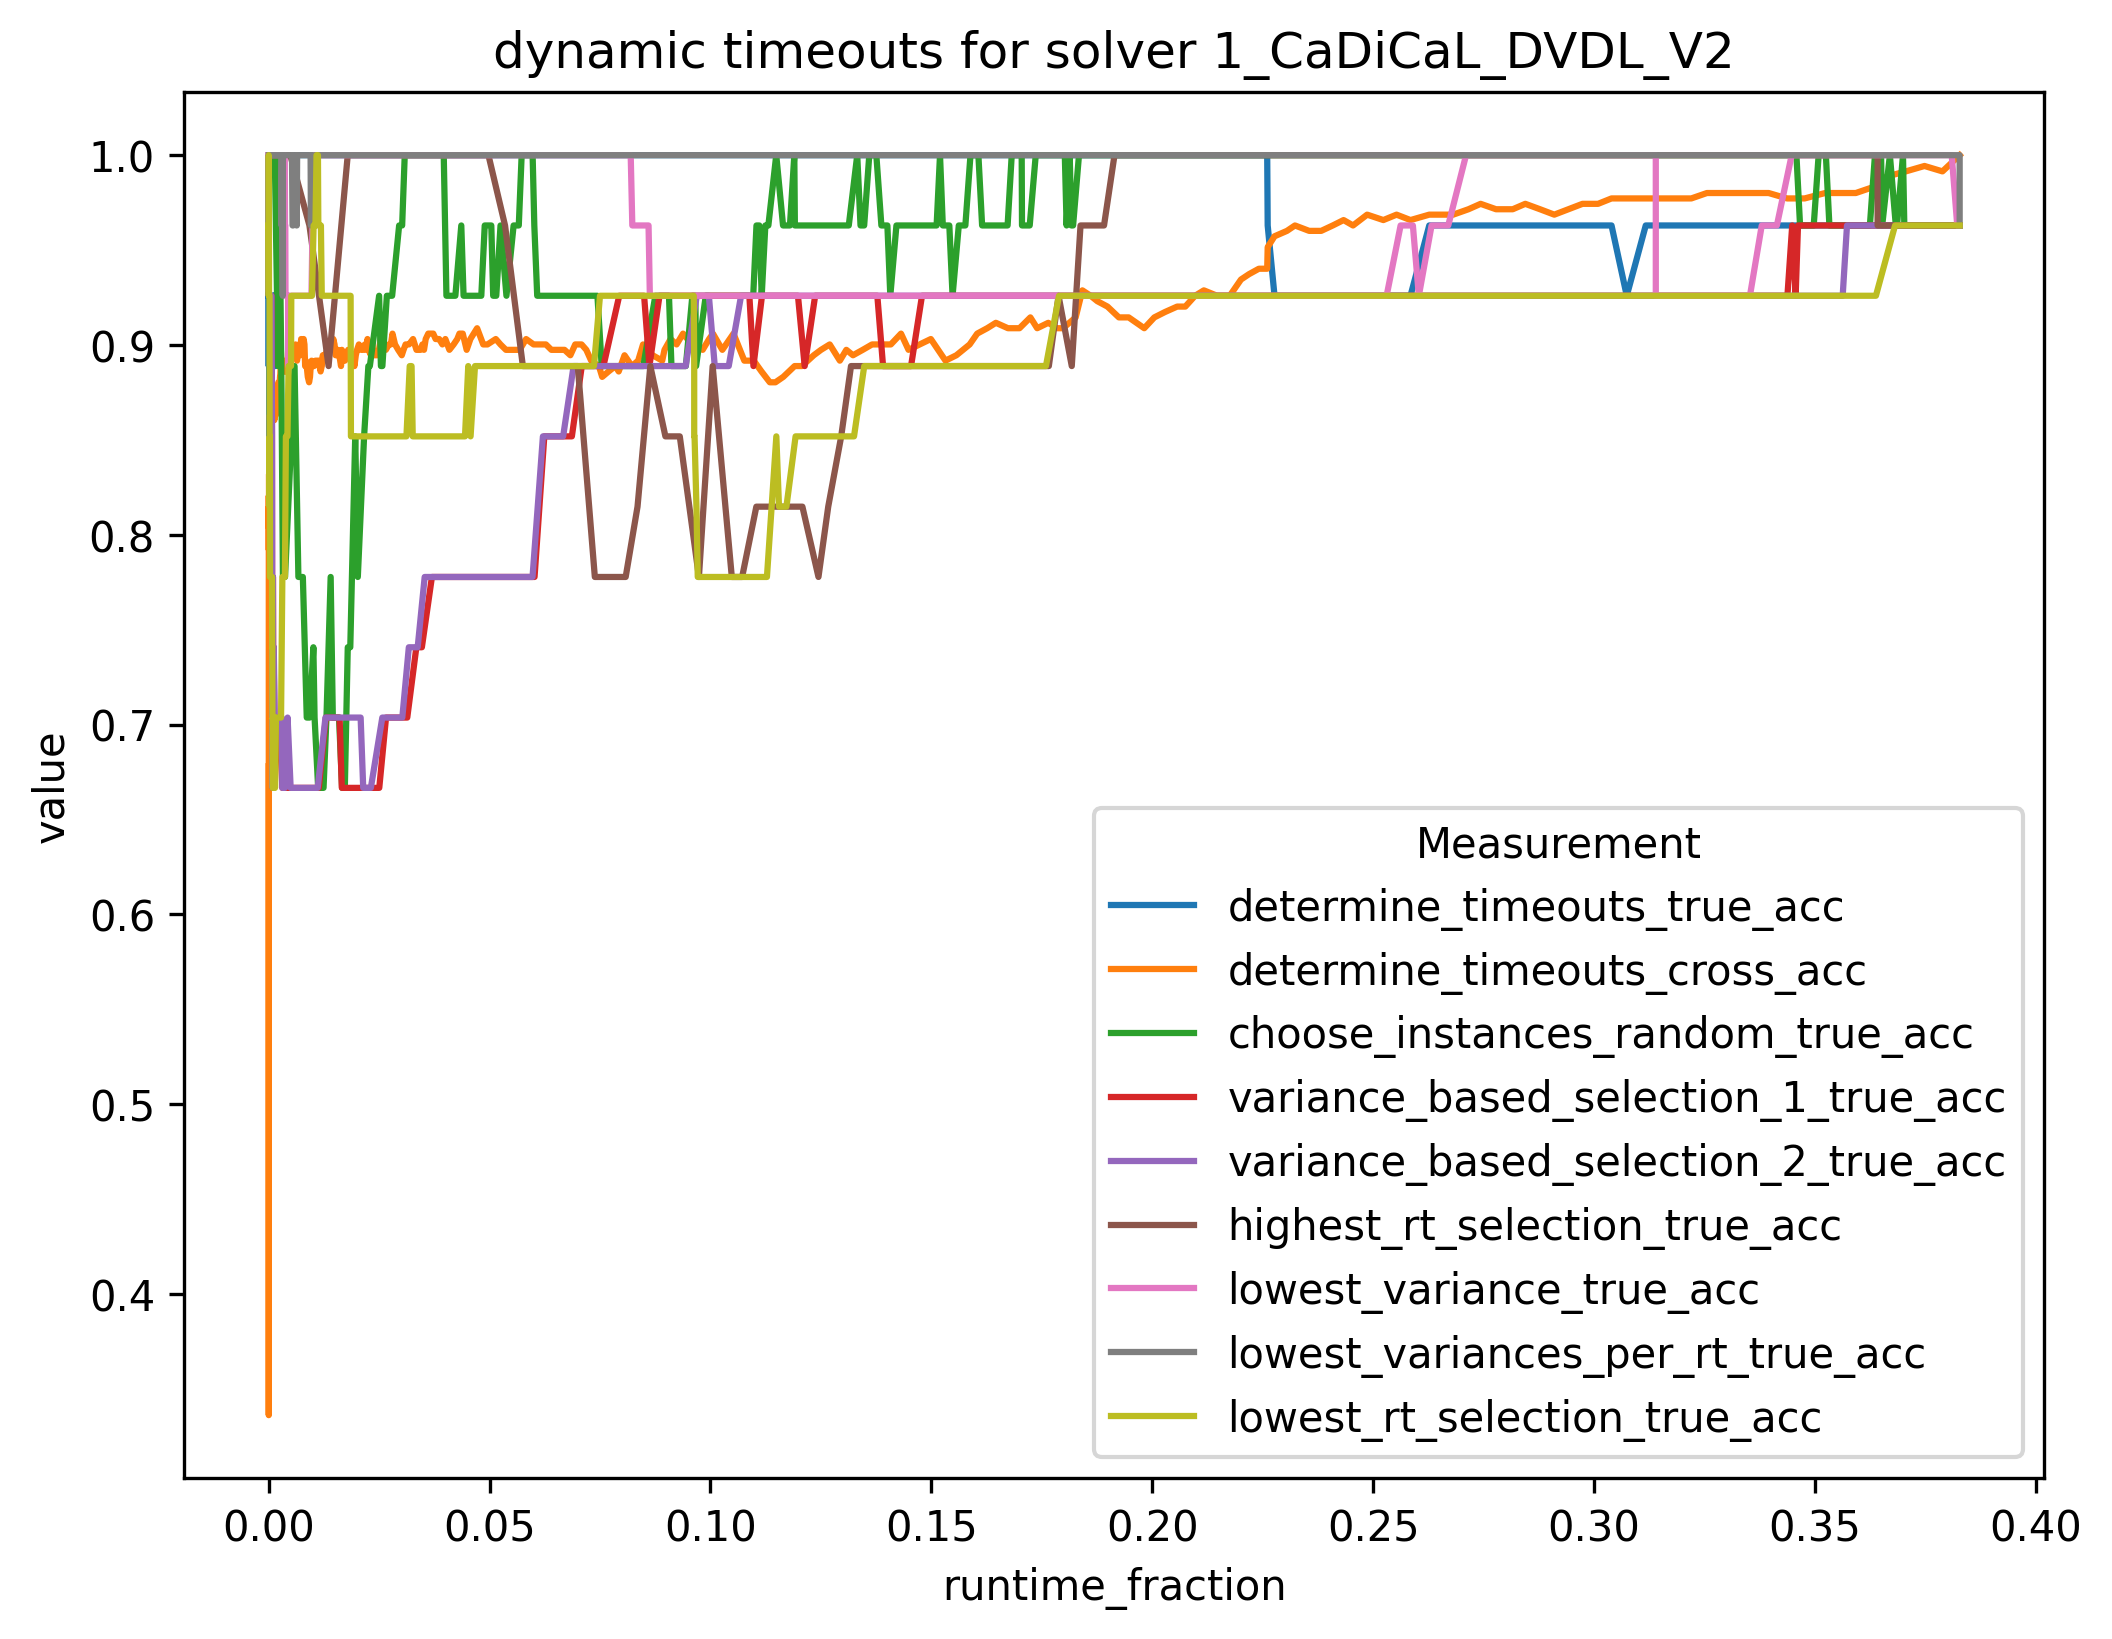 dynamic timeouts for solver 1_CaDiCaL_DVDL_V2
1.0
0.9
0.8
0.7
0.6
0.5
0.4
value
0.00 0.05 0.10 0.15 0.20 0.25 0.30 0.35 0.40
runtime_fraction
Measurement
determine_timeouts_true_acc
determine_timeouts_cross_acc
choose_instances_random_true_acc
variance_based_selection_1_true_acc
variance_based_selection_2_true_acc
highest_rt_selection_true_acc
lowest_variance_true_acc
lowest_variances_per_rt_true_acc
lowest_rt_selection_true_acc